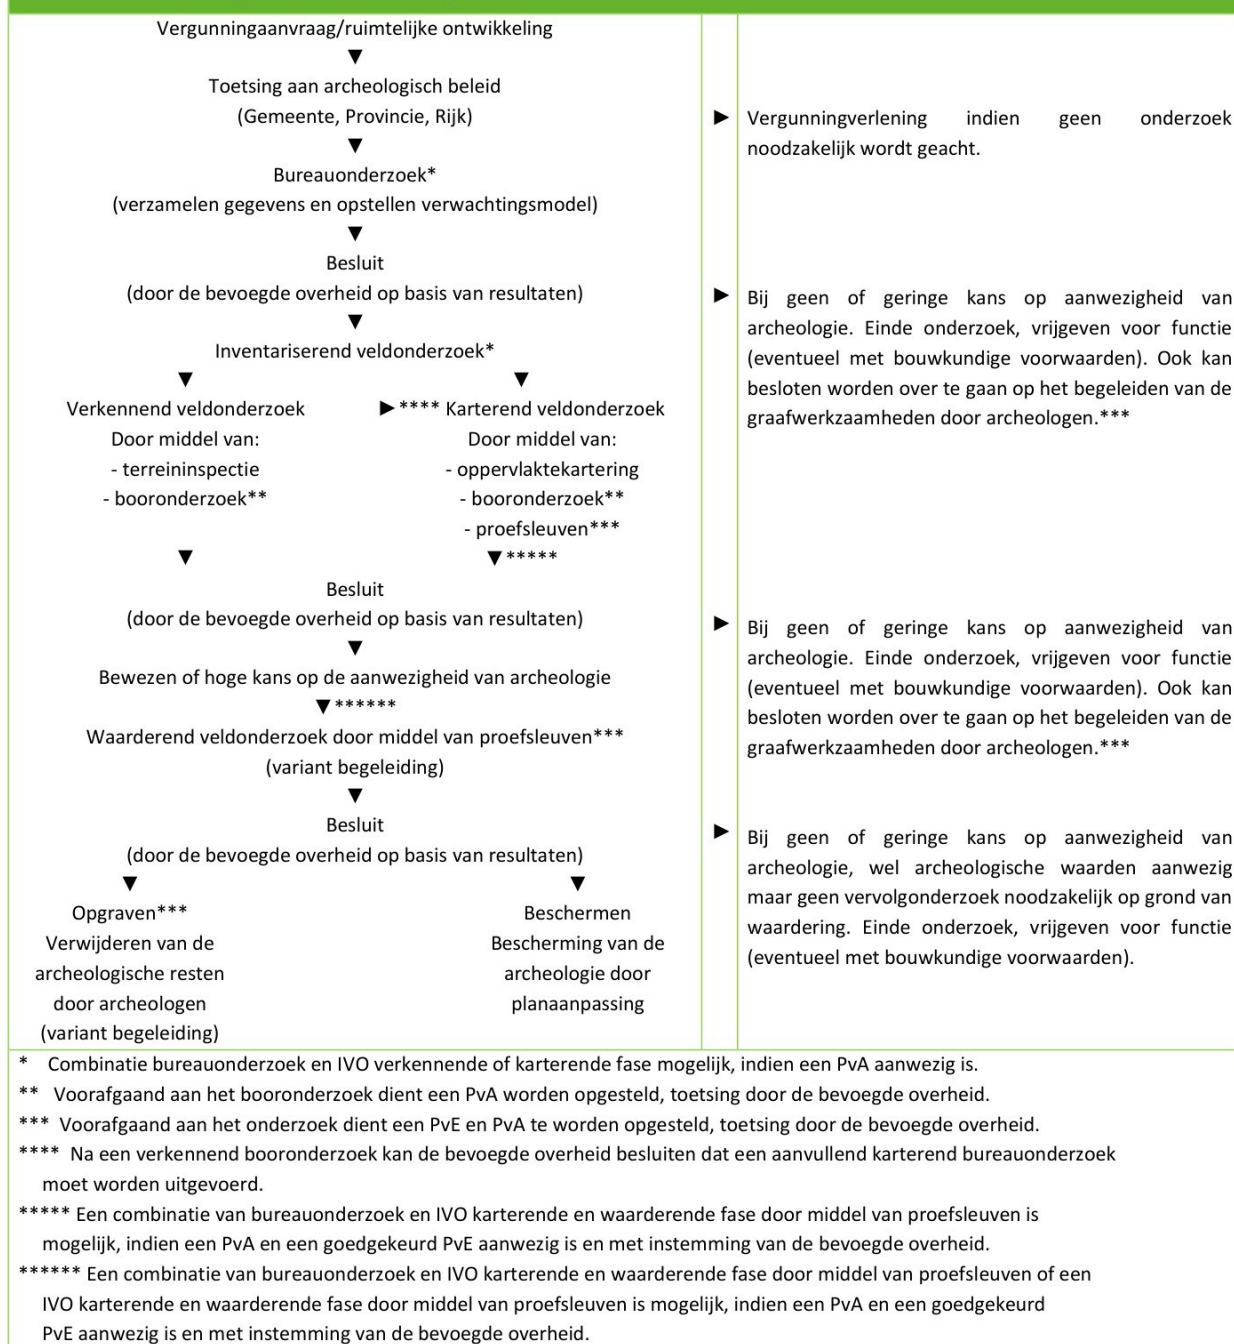 Vergunningaanvraag/ruimtelijke ontwikkeling
▼
Toetsing aan archeologisch beleid
(Gemeente, Provincie, Rijk)
► Vergunningverlening indien geen onderzoek
noodzakelijk wordt geacht.
▼
Bureauonderzoek*
(verzamelen gegevens en opstellen verwachtingsmodel)
▼
Besluit
(door de bevoegde overheid op basis van resultaten)
► Bij geen of geringe kans op aanwezigheid van
archeologie. Einde onderzoek, vrijgeven voor functie
(eventueel met bouwkundige voorwaarden). Ook kan
besloten worden over te gaan op het begeleiden van de
graafwerkzaamheden door archeologen.***
▼
Inventariserend veldonderzoek*
▼ ▼
Verkennend veldonderzoek
Door middel van:
- terreininspectie
- booronderzoek**
▼
►**** Karterend veldonderzoek
Door middel van:
- oppervlaktekartering
- booronderzoek**
- proefsleuven***
▼*****
Besluit
(door de bevoegde overheid op basis van resultaten)
► Bij geen of geringe kans op aanwezigheid van
archeologie. Einde onderzoek, vrijgeven voor functie
(eventueel met bouwkundige voorwaarden). Ook kan
besloten worden over te gaan op het begeleiden van de
graafwerkzaamheden door archeologen.***
▼
Bewezen of hoge kans op de aanwezigheid van archeologie
▼******
Waarderend veldonderzoek door middel van proefsleuven***
(variant begeleiding)
▼
Besluit
(door de bevoegde overheid op basis van resultaten)
► Bij geen of geringe kans op aanwezigheid van
archeologie, wel archeologische waarden aanwezig
maar geen vervolgonderzoek noodzakelijk op grond van
waardering. Einde onderzoek, vrijgeven voor functie
(eventueel met bouwkundige voorwaarden).
▼ ▼
Opgraven***
Verwijderen van de
archeologische resten
door archeologen
(variant begeleiding)
Beschermen
Bescherming van de
archeologie door
planaanpassing
* Combinatie bureauonderzoek en IVO verkennende of karterende fase mogelijk, indien een PvA aanwezig is.
** Voorafgaand aan het booronderzoek dient een PvA worden opgesteld, toetsing door de bevoegde overheid.
*** Voorafgaand aan het onderzoek dient een PvE en PvA te worden opgesteld, toetsing door de bevoegde overheid.
**** Na een verkennend booronderzoek kan de bevoegde overheid besluiten dat een aanvullend karterend bureauonderzoek
moet worden uitgevoerd.
***** Een combinatie van bureauonderzoek en IVO karterende en waarderende fase door middel van proefsleuven is
mogelijk, indien een PvA en een goedgekeurd PvE aanwezig is en met instemming van de bevoegde overheid.
****** Een combinatie van bureauonderzoek en IVO karterende en waarderende fase door middel van proefsleuven of een
IVO karterende en waarderende fase door middel van proefsleuven is mogelijk, indien een PvA en een goedgekeurd
PvE aanwezig is en met instemming van de bevoegde overheid.